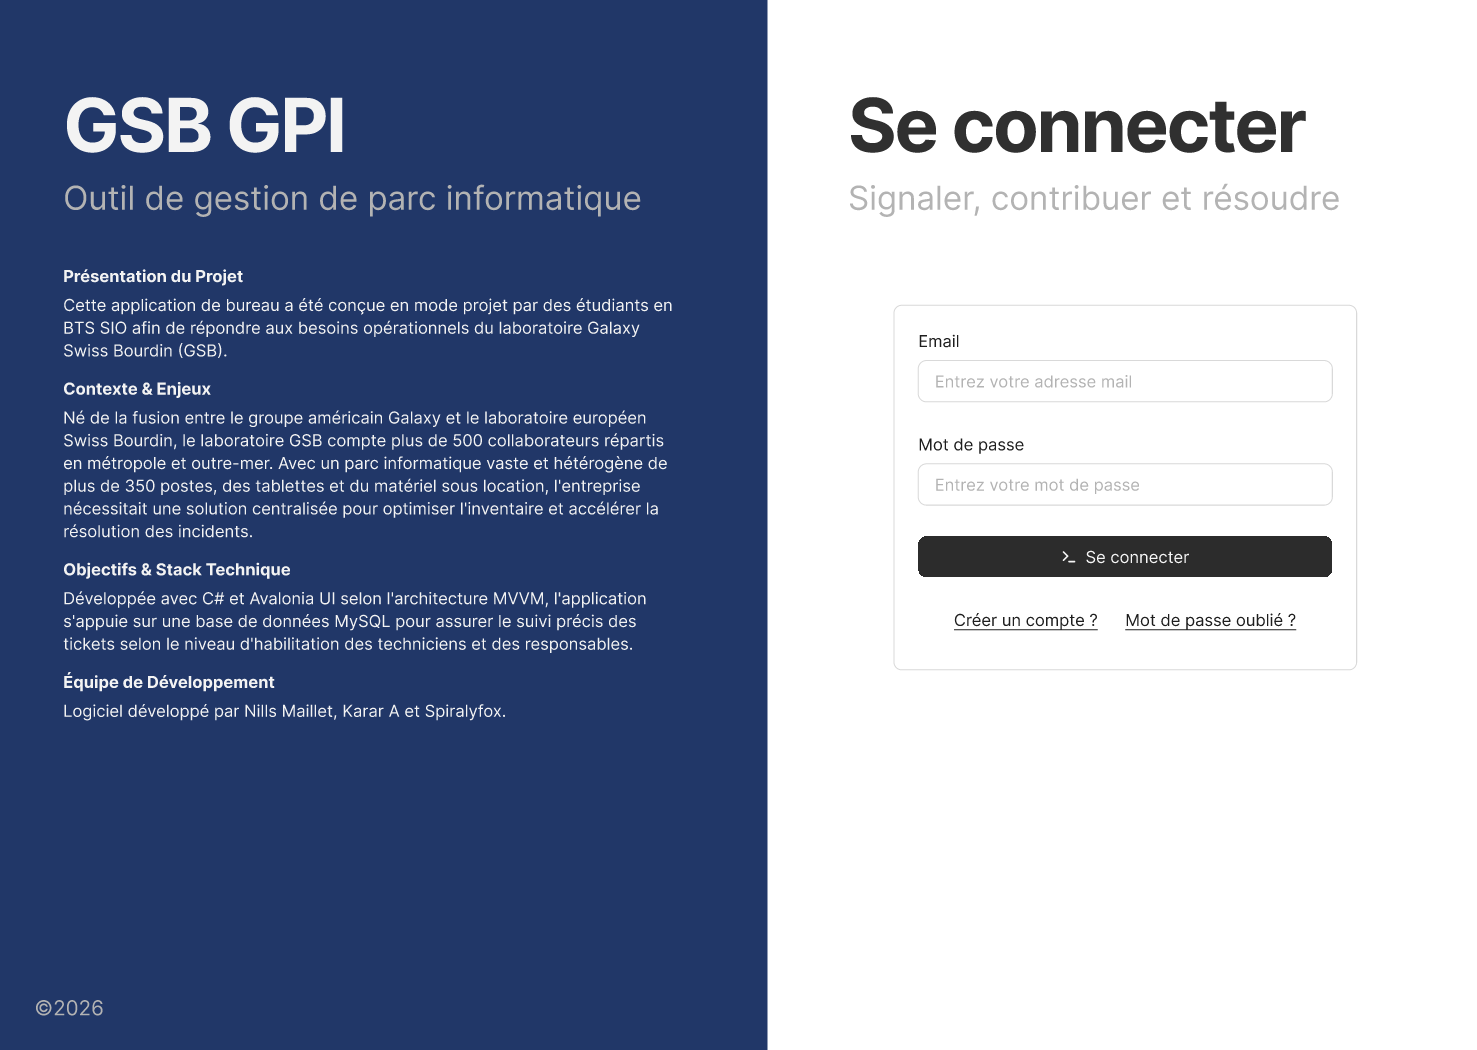 GSB GPI
Outil de gestion de parc informatique
Présentation du Projet
Cette application de bureau a été conçue en mode projet par des étudiants en
BTS SIO afin de répondre aux besoins opérationnels du laboratoire Galaxy
Swiss Bourdin (GSB).
Contexte & Enjeux
Né de la fusion entre le groupe américain Galaxy et le laboratoire européen
Swiss Bourdin, le laboratoire GSB compte plus de 500 collaborateurs répartis
en métropole et outre-mer. Avec un parc informatique vaste et hétérogène de
plus de 350 postes, des tablettes et du matériel sous location, l'entreprise
nécessitait une solution centralisée pour optimiser l'inventaire et accélérer la
résolution des incidents.
Objectifs & Stack Technique
Développée avec C# et Avalonia UI selon l'architecture MVVM, l'application
s'appuie sur une base de données MySQL pour assurer le suivi précis des
tickets selon le niveau d'habilitation des techniciens et des responsables.
Équipe de Développement
Logiciel développé par Nills Maillet, Karar A et Spiralyfox.
©2026
Se connecter
Signaler, contribuer et résoudre
Email
Entrez votre adresse mail
Mot de passe
Entrez votre mot de passe
Se connecter
Créer un compte ? Mot de passe oublié ?